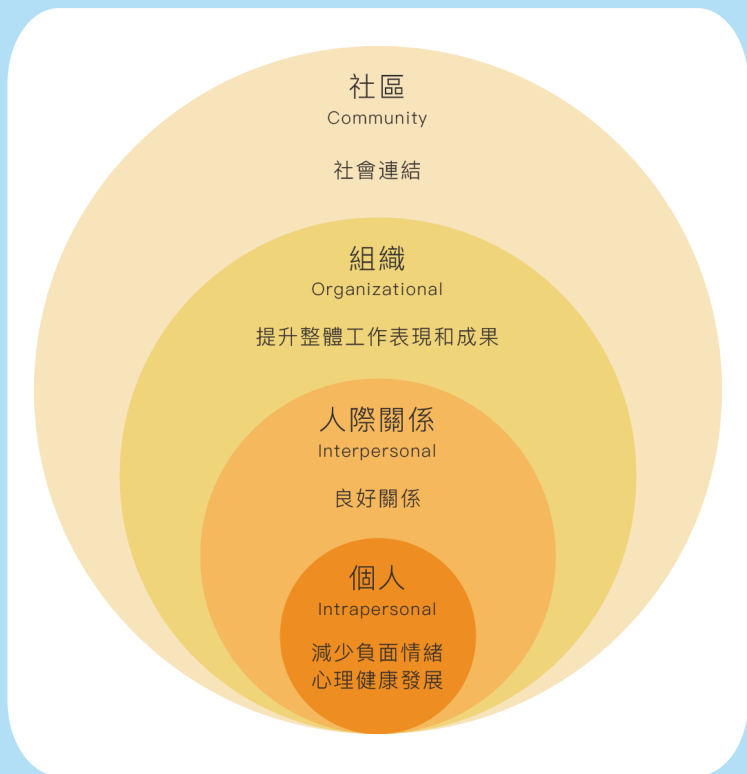 社區
Community
社會連結
組織
Organizational
提升整體工作表現和成果
人際關係
Interpersonal
良好關係
個人
Intrapersonal
減少負面情緒
心理健康發展